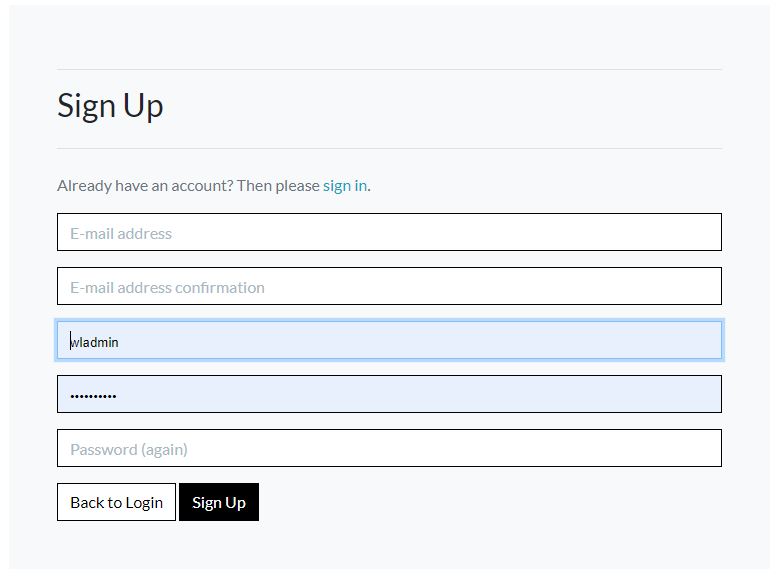 Sign Up
Already have an account? Then please sign in.
E-mail address
E-mail address confirmation
wladmin
••••••••••
Password (again)
Back to Login Sign Up